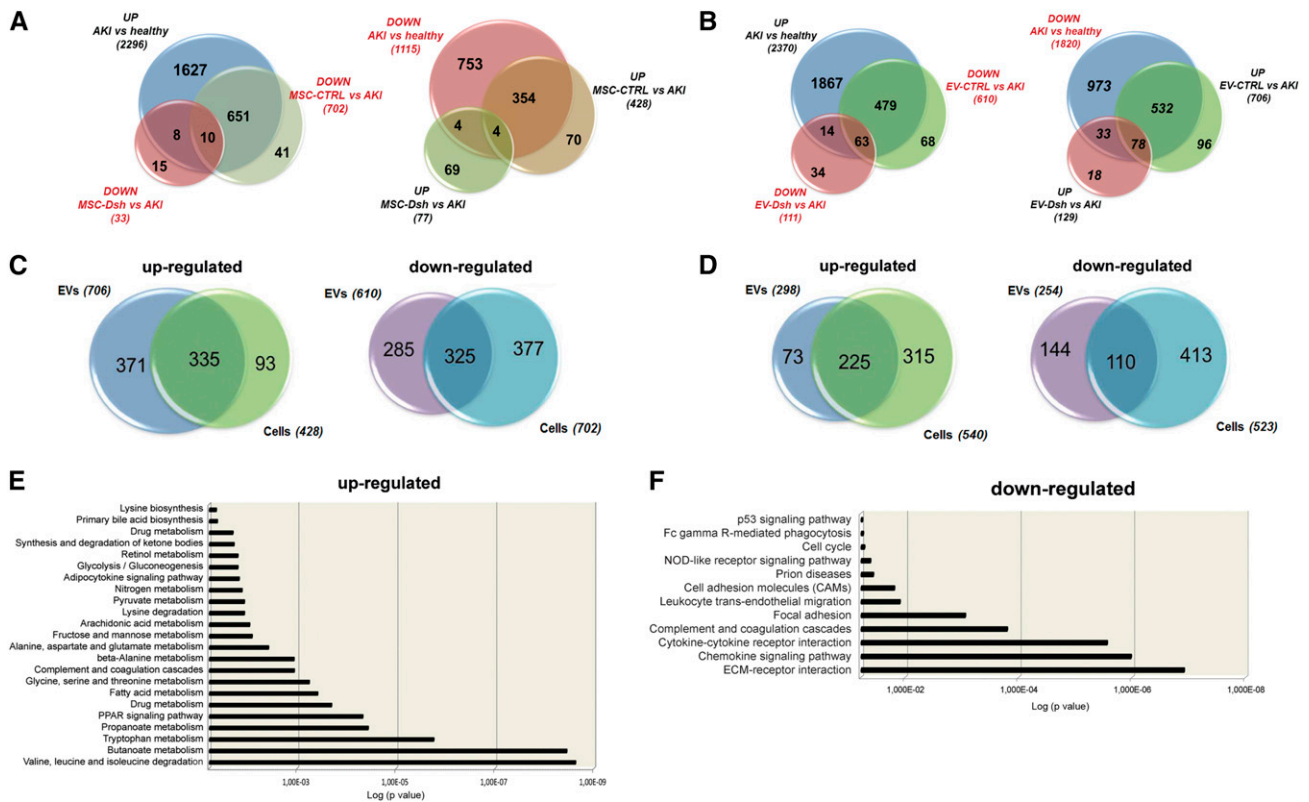 A
UP
AKI vs healthy
(2296)
1627
651
8
10
15
41
DOWN
MSC-CTRL vs AKI
(702)
DOWN
MSC-Dsh vs AKI
(33)
DOWN
AKI vs healthy
(1115)
753
354
4
4
69
70
UP
MSC-CTRL vs AKI
(428)
UP
MSC-Dsh vs AKI
(77)
B
UP
AKI vs healthy
(2370)
1867
479
14
63
34
68
DOWN
EV-CTRL vs AKI
(610)
DOWN
EV-Dsh vs AKI
(111)
DOWN
AKI vs healthy
(1820)
973
532
33
78
18
96
UP
EV-CTRL vs AKI
(706)
UP
EV-Dsh vs AKI
(129)
C
up-regulated
EVs (706)
371
335
93
Cells (428)
down-regulated
EVs (610)
285
325
377
Cells (702)
D
up-regulated
EVs (298)
73
225
315
Cells (540)
down-regulated
EVs (254)
144
110
413
Cells (523)
E
up-regulated
Lysine biosynthesis
Primary bile acid biosynthesis
Drug metabolism
Synthesis and degradation of ketone bodies
Retinol metabolism
Glycolysis / Gluconeogenesis
Adipocytokine signaling pathway
Nitrogen metabolism
Pyruvate metabolism
Lysine degradation
Arachidonic acid metabolism
Fructose and mannose metabolism
Alanine, aspartate and glutamate metabolism
beta-Alanine metabolism
Complement and coagulation cascades
Glycine, serine and threonine metabolism
Fatty acid metabolism
Drug metabolism
PPAR signaling pathway
Propanoate metabolism
Tryptophan metabolism
Butanoate metabolism
Valine, leucine and isoleucine degradation
1,00E-03
1,00E-05
1,00E-07
1,00E-09
Log (p value)
F
down-regulated
p53 signaling pathway
Fc gamma R-mediated phagocytosis
Cell cycle
NOD-like receptor signaling pathway
Prion diseases
Cell adhesion molecules (CAMs)
Leukocyte trans-endothelial migration
Focal adhesion
Complement and coagulation cascades
Cytokine-cytokine receptor interaction
Chemokine signaling pathway
ECM-receptor interaction
1,000E-02
1,000E-04
1,000E-06
1,000E-08
Log (p value)